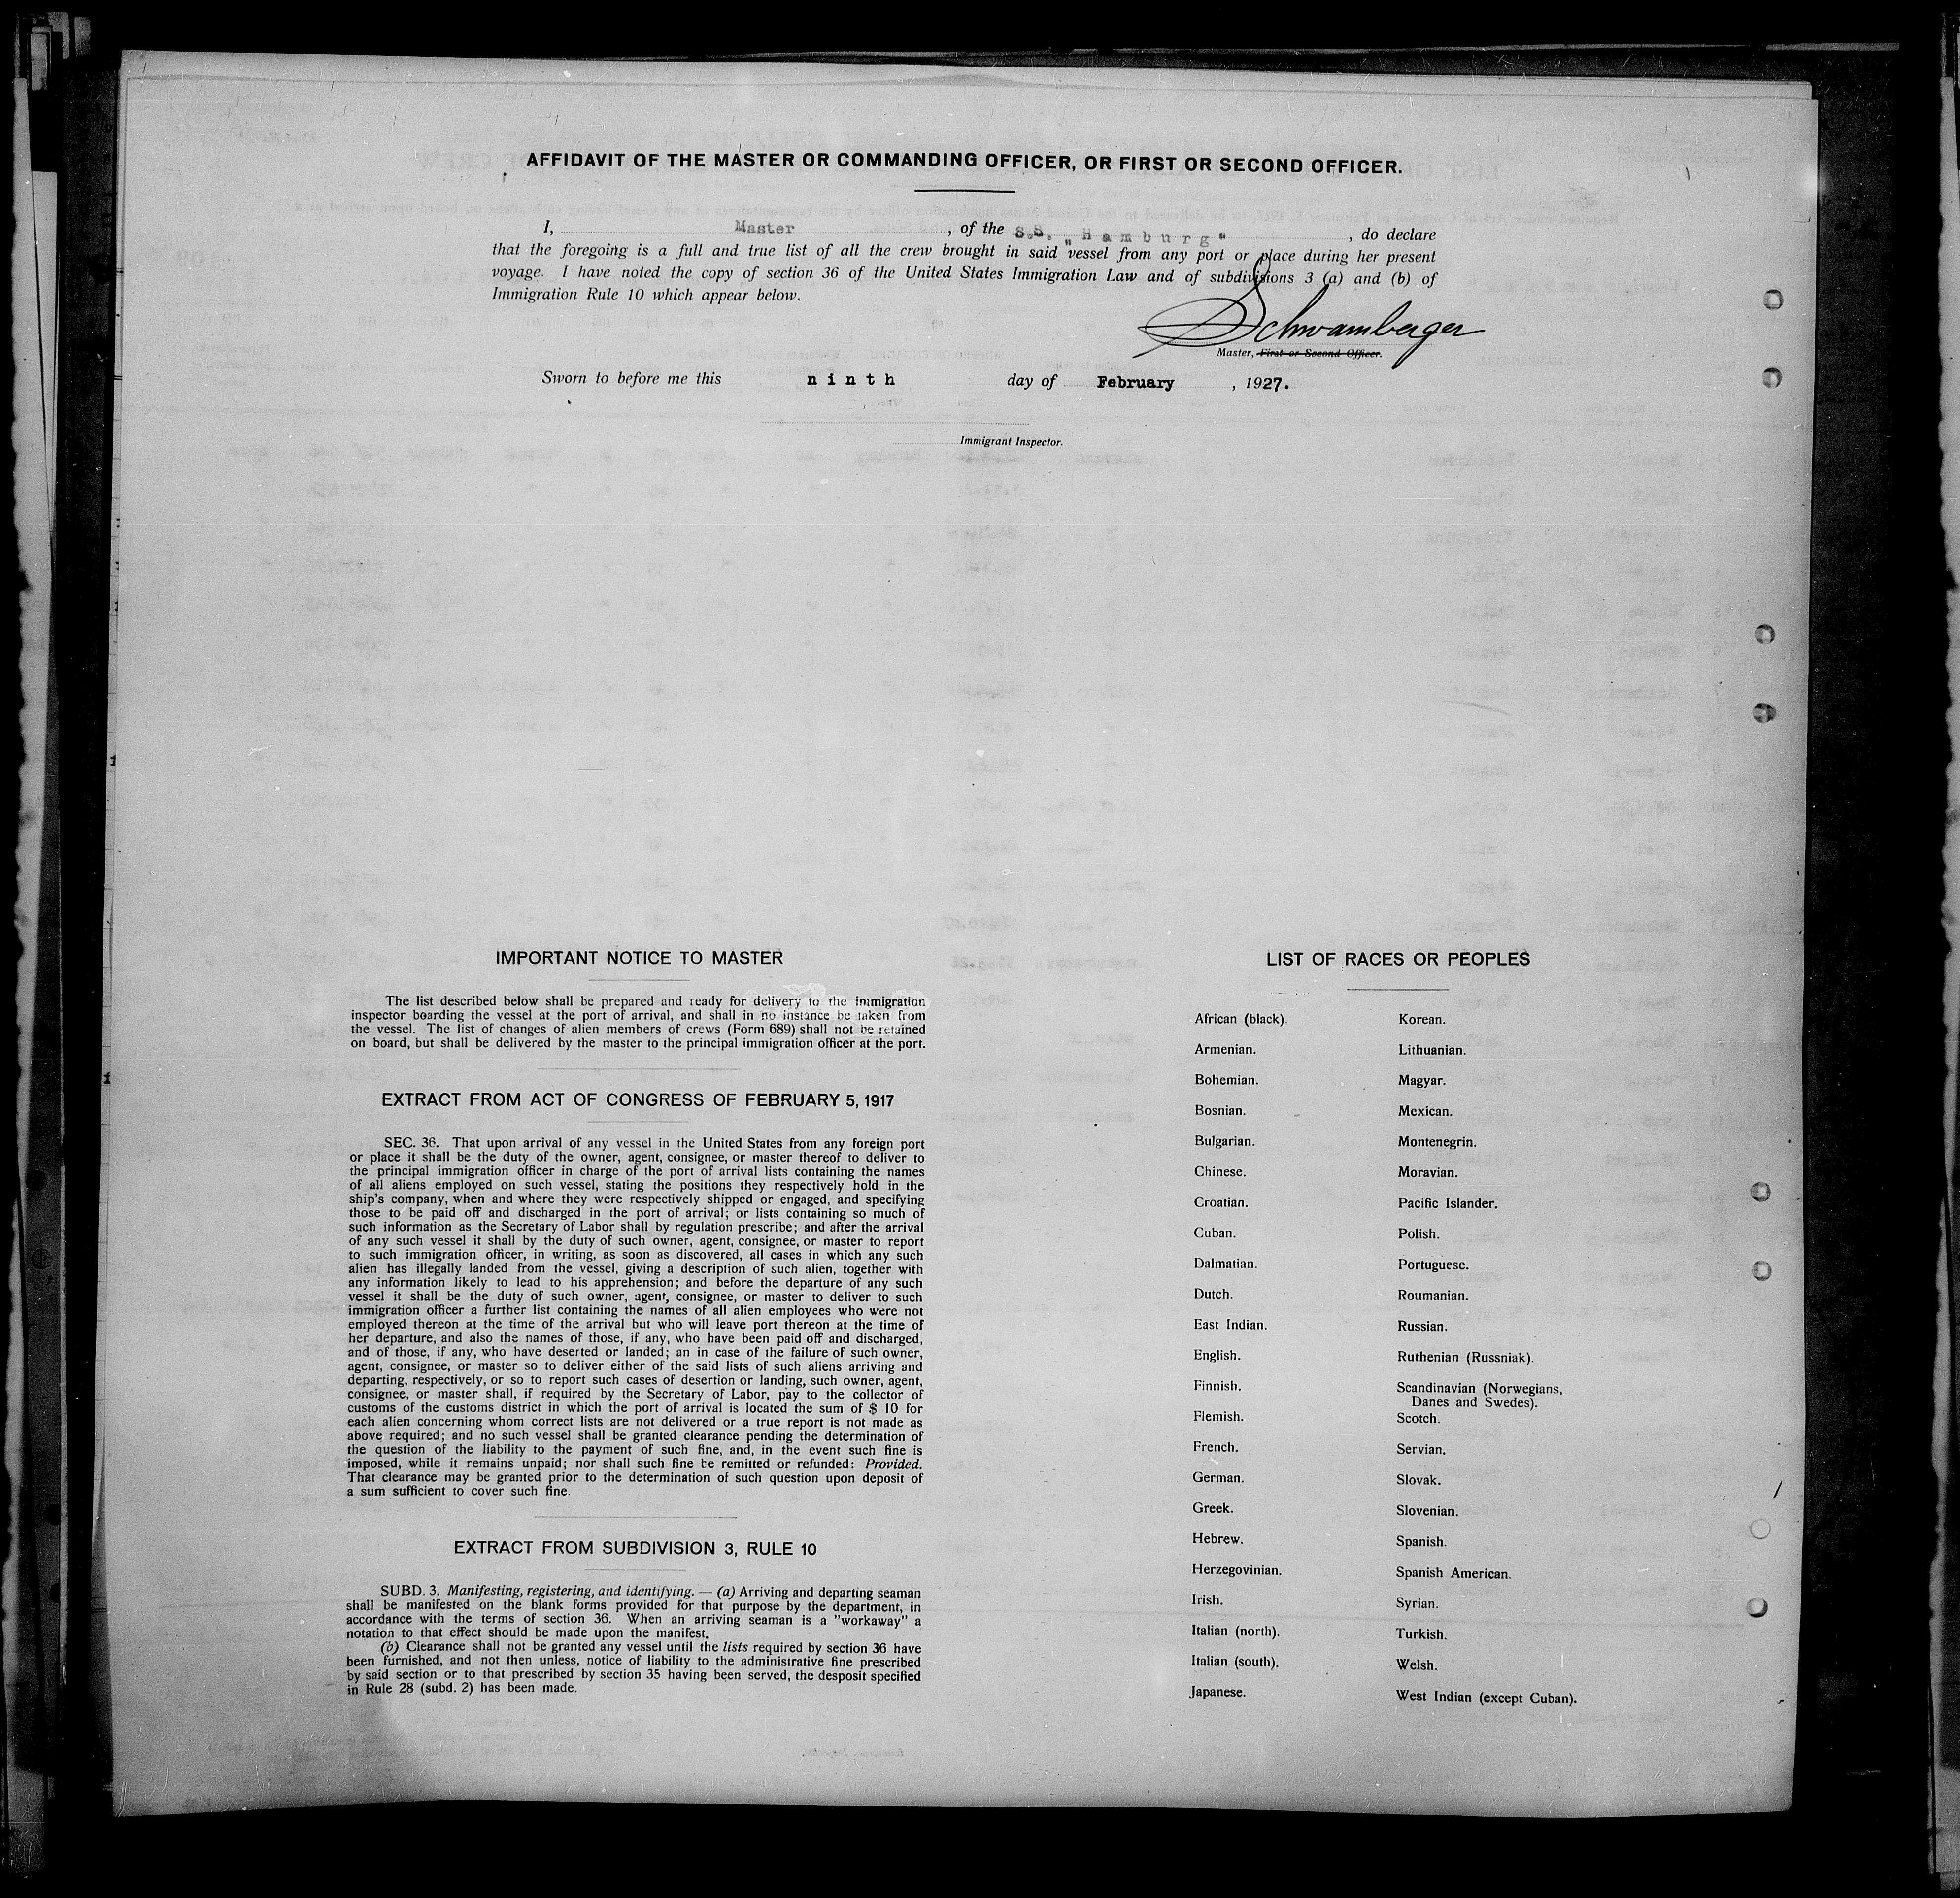 AFFIDAVIT OF THE MASTER OR COMMANDING OFFICER, OR FIRST OR SECOND OFFICER.
I, Master, of the S.S. „Hamburg", do declare
that the foregoing is a full and true list of all the crew brought in said vessel from any port or place during her present
voyage. I have noted the copy of section 36 of the United States Immigration Law and of subdivisions 3 (a) and (b) of
Immigration Rule 10 which appear below.
Schwamberger
Master, First or Second Officer.
Sworn to before me this ninth day of February, 1927.
Immigrant Inspector.
IMPORTANT NOTICE TO MASTER
The list described below shall be prepared and ready for delivery to the immigration
inspector boarding the vessel at the port of arrival, and shall in no instance be taken from
the vessel. The list of changes of alien members of crews (Form 689) shall not be retained
on board, but shall be delivered by the master to the principal immigration officer at the port.
EXTRACT FROM ACT OF CONGRESS OF FEBRUARY 5, 1917
SEC. 36. That upon arrival of any vessel in the United States from any foreign port
or place it shall be the duty of the owner, agent, consignee, or master thereof to deliver to
the principal immigration officer in charge of the port of arrival lists containing the names
of all aliens employed on such vessel, stating the positions they respectively hold in the
ship's company, when and where they were respectively shipped or engaged, and specifying
those to be paid off and discharged in the port of arrival; or lists containing so much of
such information as the Secretary of Labor shall by regulation prescribe; and after the arrival
of any such vessel it shall by the duty of such owner, agent, consignee, or master to report
to such immigration officer, in writing, as soon as discovered, all cases in which any such
alien has illegally landed from the vessel, giving a description of such alien, together with
any information likely to lead to his apprehension; and before the departure of any such
vessel it shall be the duty of such owner, agent, consignee, or master to deliver to such
immigration officer a further list containing the names of all alien employees who were not
employed thereon at the time of the arrival but who will leave port thereon at the time of
her departure, and also the names of those, if any, who have been paid off and discharged,
and of those, if any, who have deserted or landed; an in case of the failure of such owner,
agent, consignee, or master so to deliver either of the said lists of such aliens arriving and
departing, respectively, or so to report such cases of desertion or landing, such owner, agent,
consignee, or master shall, if required by the Secretary of Labor, pay to the collector of
customs of the customs district in which the port of arrival is located the sum of $ 10 for
each alien concerning whom correct lists are not delivered or a true report is not made as
above required; and no such vessel shall be granted clearance pending the determination of
the question of the liability to the payment of such fine, and, in the event such fine is
imposed, while it remains unpaid; nor shall such fine be remitted or refunded: Provided.
That clearance may be granted prior to the determination of such question upon deposit of
a sum sufficient to cover such fine.
EXTRACT FROM SUBDIVISION 3, RULE 10
SUBD. 3. Manifesting, registering, and identifying. — (a) Arriving and departing seaman
shall be manifested on the blank forms provided for that purpose by the department, in
accordance with the terms of section 36. When an arriving seaman is a "workaway" a
notation to that effect should be made upon the manifest.
(b) Clearance shall not be granted any vessel until the lists required by section 36 have
been furnished, and not then unless, notice of liability to the administrative fine prescribed
by said section or to that prescribed by section 35 having been served, the desposit specified
in Rule 28 (subd. 2) has been made.
LIST OF RACES OR PEOPLES
African (black).
Armenian.
Bohemian.
Bosnian.
Bulgarian.
Chinese.
Croatian.
Cuban.
Dalmatian.
Dutch.
East Indian.
English.
Finnish.
Flemish.
French.
German.
Greek.
Hebrew.
Herzegovinian.
Irish.
Italian (north).
Italian (south).
Japanese.
Korean.
Lithuanian.
Magyar.
Mexican.
Montenegrin.
Moravian.
Pacific Islander.
Polish.
Portuguese.
Roumanian.
Russian.
Ruthenian (Russniak).
Scandinavian (Norwegians,
Danes and Swedes).
Scotch.
Servian.
Slovak.
Slovenian.
Spanish.
Spanish American.
Syrian.
Turkish.
Welsh.
West Indian (except Cuban).